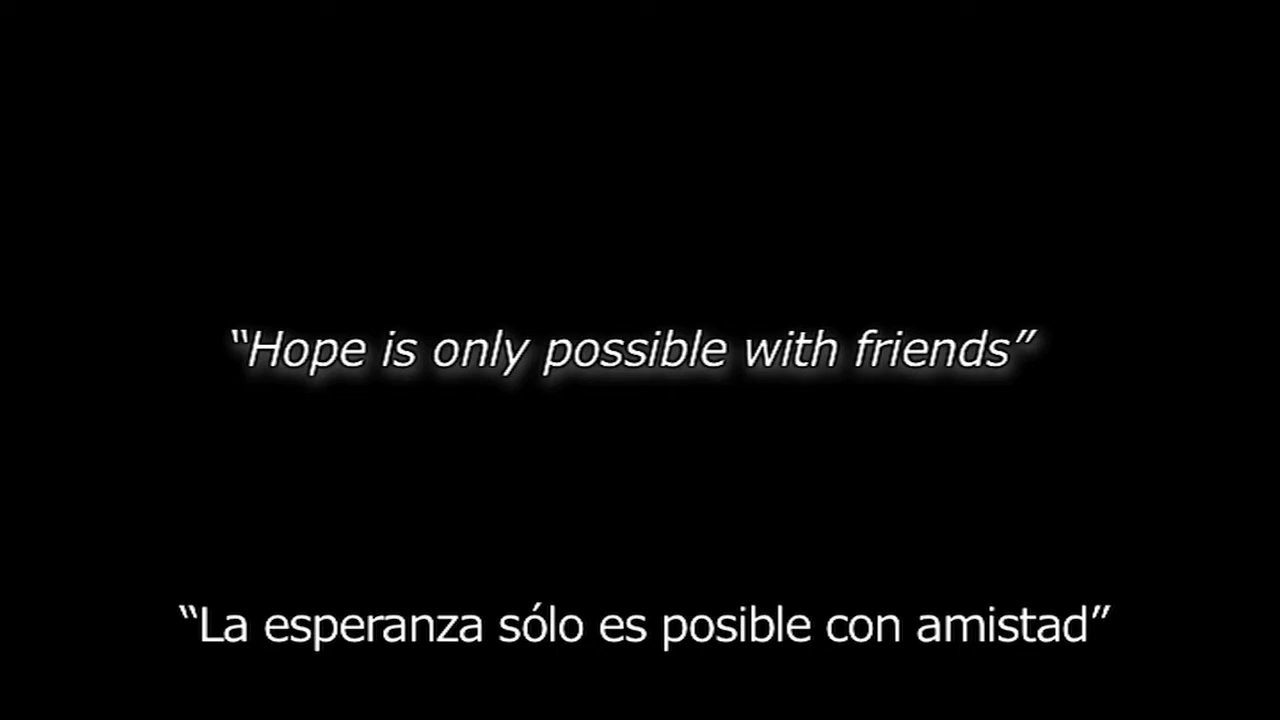 “Hope is only possible with friends”
“La esperanza sólo es posible con amistad”